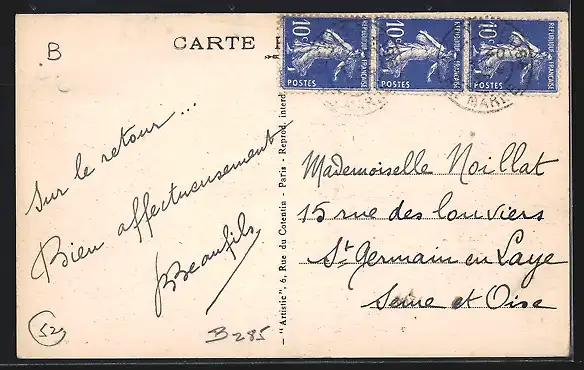 B
CARTE P
10c REPUBLIQUE FRANÇAISE POSTES
10c REPUBLIQUE FRANÇAISE POSTES
10c REPUBLIQUE FRANÇAISE POSTES
MARNE
Sur le retour ...
Bien affectueusement
Beaufils
Mademoiselle Noillat
15 rue des Louviers
St Germain en Laye
Seine et Oise
"Artistic", 6, Rue du Cotentin - Paris - Reprod. interd
52
B 285